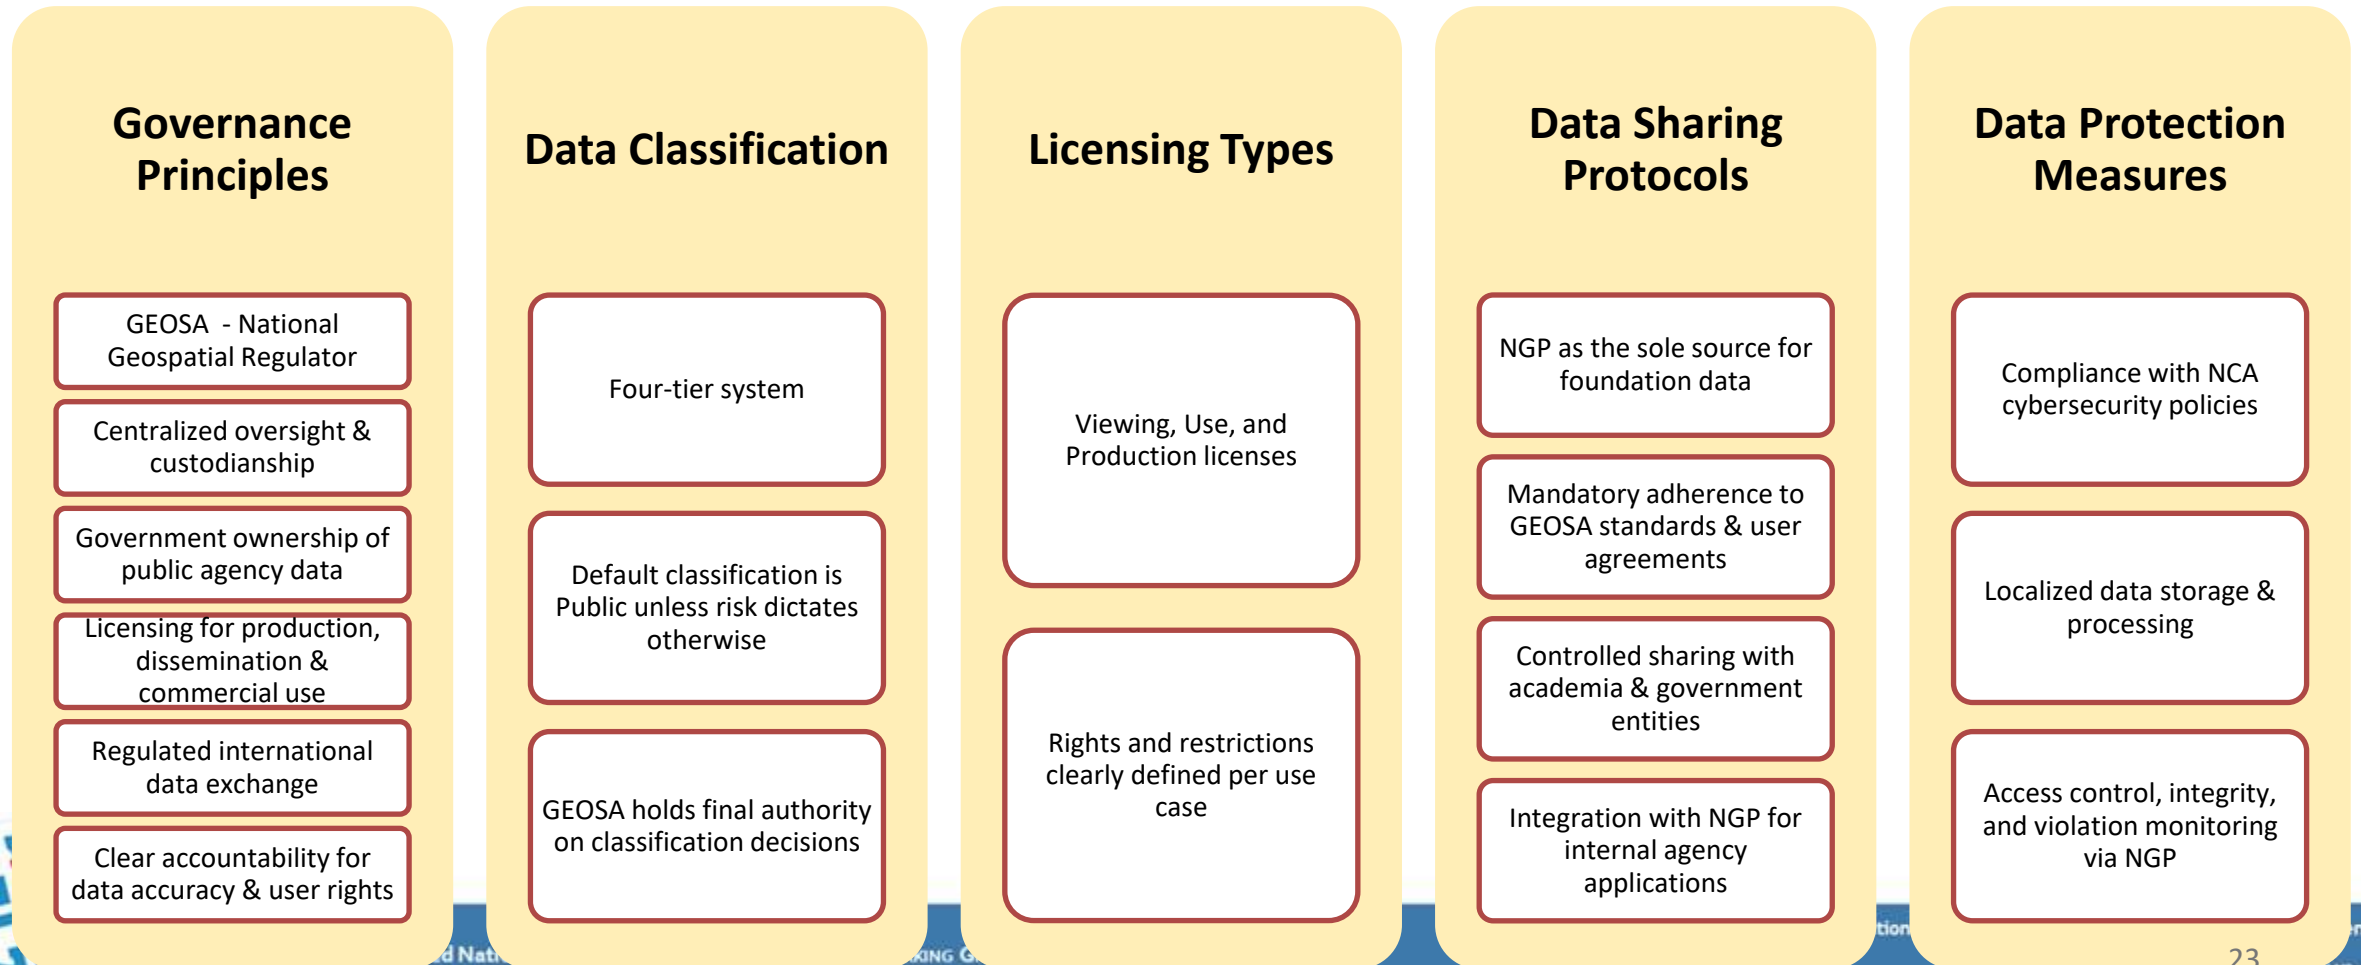 Governance
Principles
GEOSA - National
Geospatial Regulator
Centralized oversight &
custodianship
Government ownership of
public agency data
Licensing for production,
dissemination &
commercial use
Regulated international
data exchange
Clear accountability for
data accuracy & user rights
Data Classification
Four-tier system
Default classification is
Public unless risk dictates
otherwise
GEOSA holds final authority
on classification decisions
Licensing Types
Viewing, Use, and
Production licenses
Rights and restrictions
clearly defined per use
case
Data Sharing
Protocols
NGP as the sole source for
foundation data
Mandatory adherence to
GEOSA standards & user
agreements
Controlled sharing with
academia & government
entities
Integration with NGP for
internal agency
applications
Data Protection
Measures
Compliance with NCA
cybersecurity policies
Localized data storage &
processing
Access control, integrity,
and violation monitoring
via NGP
23